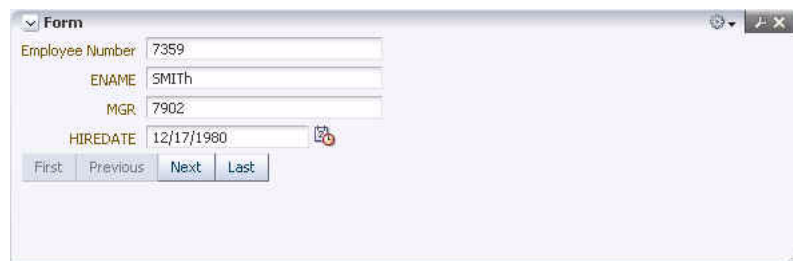 Form
Employee Number 7359
ENAME SMITh
MGR 7902
HIREDATE 12/17/1980
First Previous Next Last